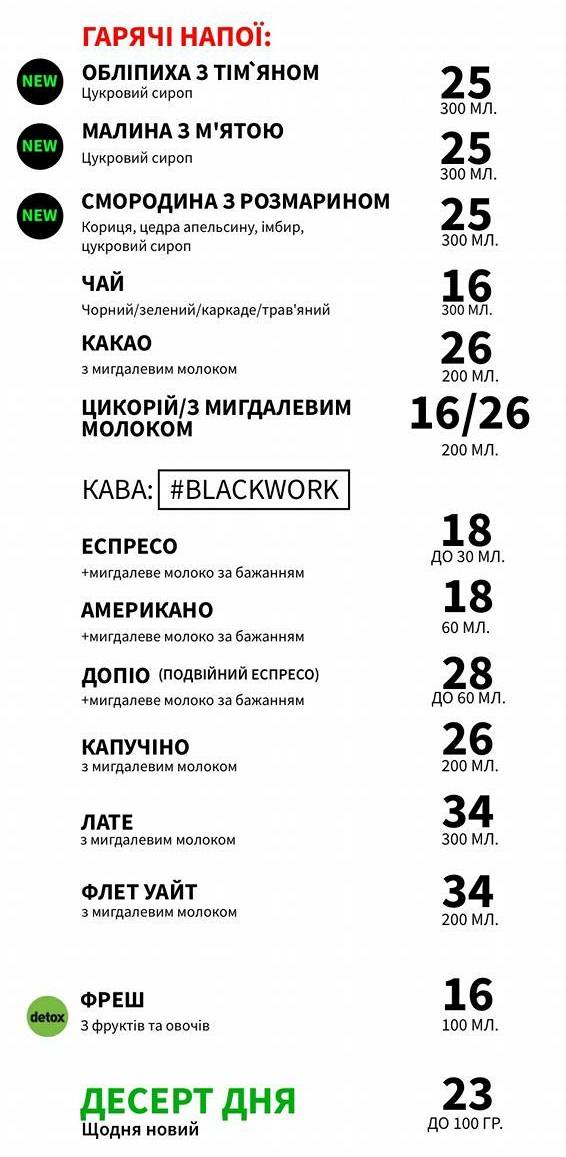 ГАРЯЧІ НАПОЇ:
NEW
ОБЛІПИХА З ТІМ`ЯНОМ
25
Цукровий сироп
300 МЛ.
NEW
МАЛИНА З М'ЯТОЮ
25
Цукровий сироп
300 МЛ.
NEW
СМОРОДИНА З РОЗМАРИНОМ
25
Кориця, цедра апельсину, імбир,
цукровий сироп
300 МЛ.
ЧАЙ
16
Чорний/зелений/каркаде/трав'яний
300 МЛ.
КАКАО
26
з мигдалевим молоком
200 МЛ.
ЦИКОРІЙ/З МИГДАЛЕВИМ
МОЛОКОМ
16/26
200 МЛ.
КАВА: #BLACKWORK
ЕСПРЕСО
18
ДО 30 МЛ.
+мигдалеве молоко за бажанням
АМЕРИКАНО
18
60 МЛ.
+мигдалеве молоко за бажанням
ДОПІО (ПОДВІЙНИЙ ЕСПРЕСО)
28
+мигдалеве молоко за бажанням
ДО 60 МЛ.
КАПУЧІНО
26
з мигдалевим молоком
200 МЛ.
ЛАТЕ
34
з мигдалевим молоком
300 МЛ.
ФЛЕТ УАЙТ
34
з мигдалевим молоком
200 МЛ.
detox
ФРЕШ
16
З фруктів та овочів
100 МЛ.
ДЕСЕРТ ДНЯ
23
Щодня новий
ДО 100 ГР.